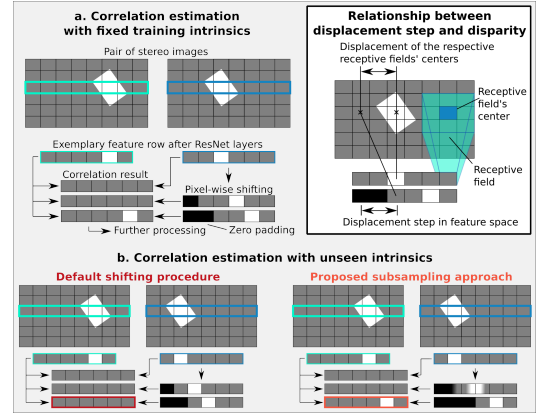 a. Correlation estimation
with fixed training intrinsics
Pair of stereo images
Exemplary feature row after ResNet layers
Correlation result
Pixel-wise shifting
Further processing
Zero padding
Relationship between
displacement step and disparity
Displacement of the respective
receptive fields' centers
Receptive
field's
center
Receptive
field
Displacement step in feature space
b. Correlation estimation with unseen intrinsics
Default shifting procedure
Proposed subsampling approach